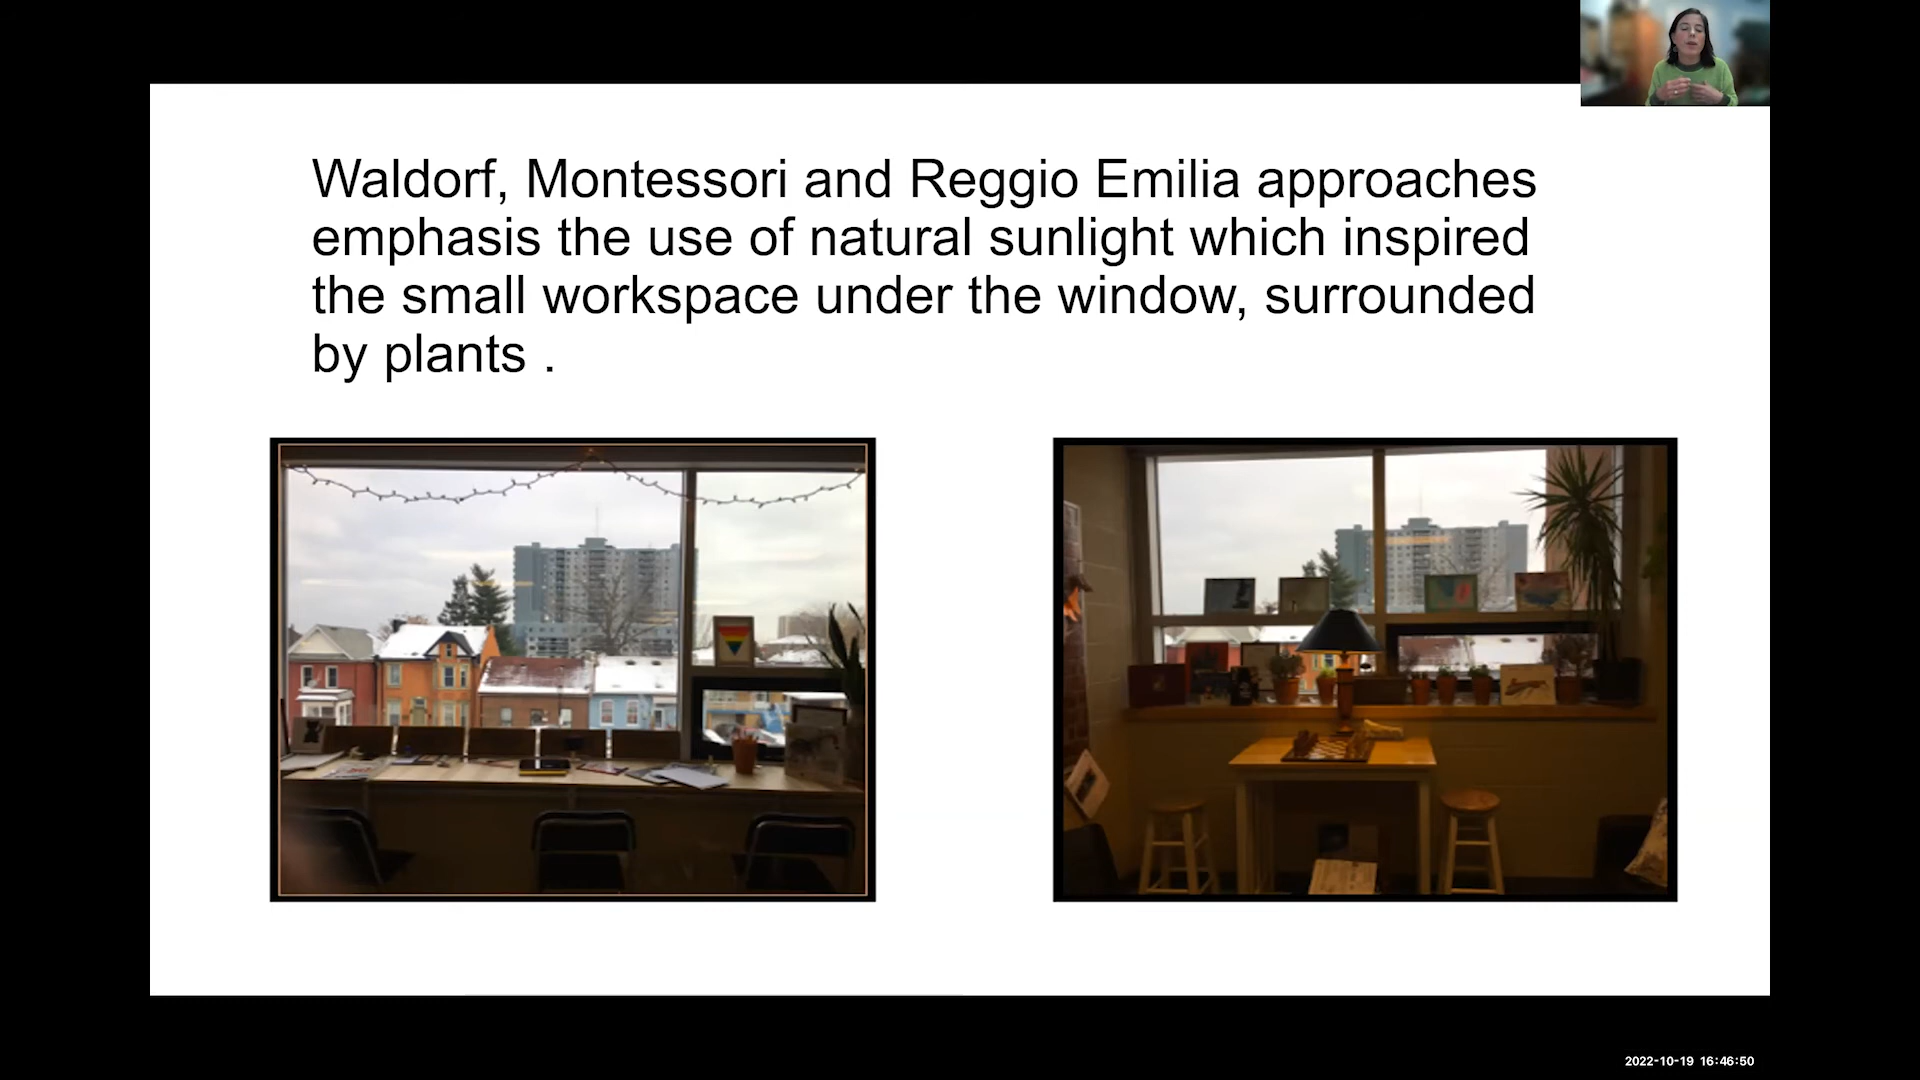 Waldorf, Montessori and Reggio Emilia approaches
emphasis the use of natural sunlight which inspired
the small workspace under the window, surrounded
by plants .
2022-10-19 16:46:50